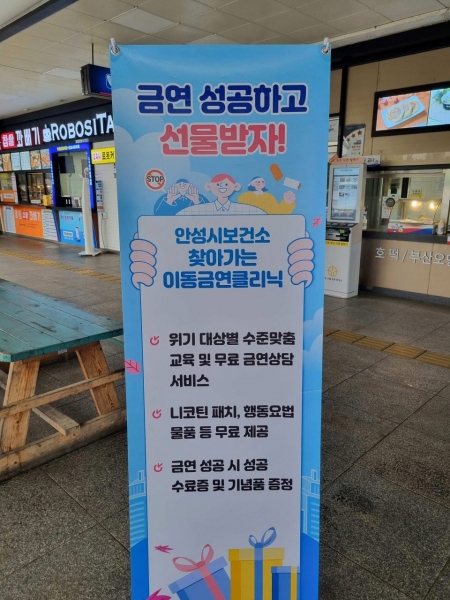 금연 성공하고
선물받자!
STOP
안성시보건소
찾아가는
이동금연클리닉
위기 대상별 수준맞춤
교육 및 무료 금연상담
서비스
니코틴 패치, 행동요법
물품 등 무료 제공
금연 성공 시 성공
수료증 및 기념품 증정
꽈배기
ROBOSITA
호떡/부산오